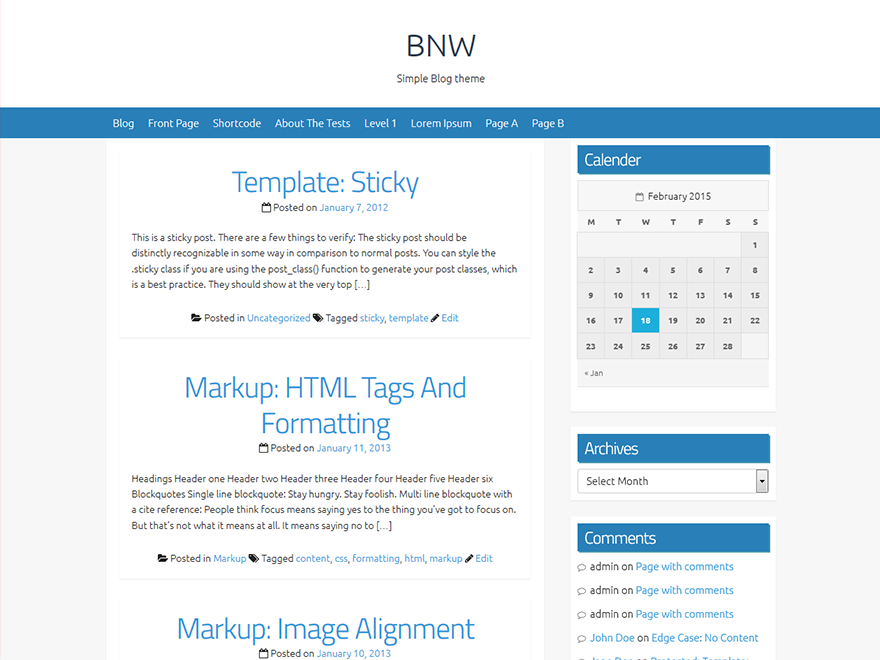 BNW
Simple Blog theme
Blog Front Page Shortcode About The Tests Level 1 Lorem Ipsum Page A Page B
Template: Sticky
Posted on January 7, 2012
This is a sticky post. There are a few things to verify: The sticky post should be
distinctly recognizable in some way in comparison to normal posts. You can style the
.sticky class if you are using the post_class() function to generate your post classes, which
is a best practice. They should show at the very top […]
Posted in Uncategorized Tagged sticky, template Edit
Markup: HTML Tags And
Formatting
Posted on January 11, 2013
Headings Header one Header two Header three Header four Header five Header six
Blockquotes Single line blockquote: Stay hungry. Stay foolish. Multi line blockquote with
a cite reference: People think focus means saying yes to the thing you've got to focus on.
But that's not what it means at all. It means saying no to […]
Posted in Markup Tagged content, css, formatting, html, markup Edit
Markup: Image Alignment
Posted on January 10, 2013
Calender
February 2015
M T W T F S S
1
2 3 4 5 6 7 8
9 10 11 12 13 14 15
16 17 18 19 20 21 22
23 24 25 26 27 28
« Jan
Archives
Select Month
Comments
admin on Page with comments
admin on Page with comments
admin on Page with comments
John Doe on Edge Case: No Content